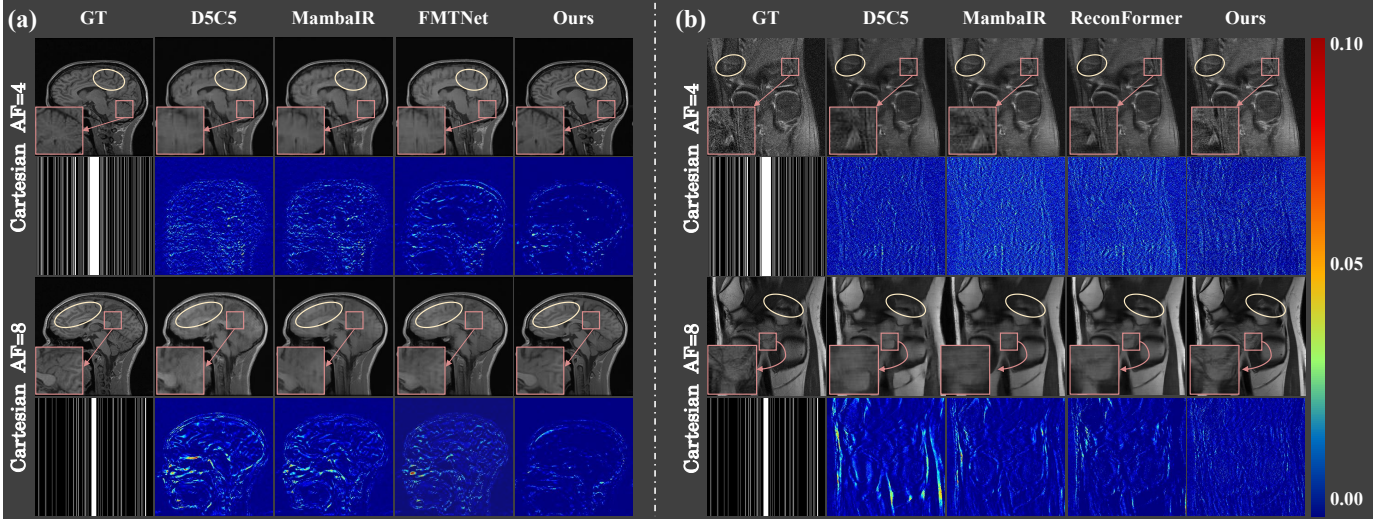 (a) GT D5C5 MambaIR FMTNet Ours
Cartesian AF=4
Cartesian AF=8
(b) GT D5C5 MambaIR ReconFormer Ours
Cartesian AF=4
Cartesian AF=8
0.10
0.05
0.00